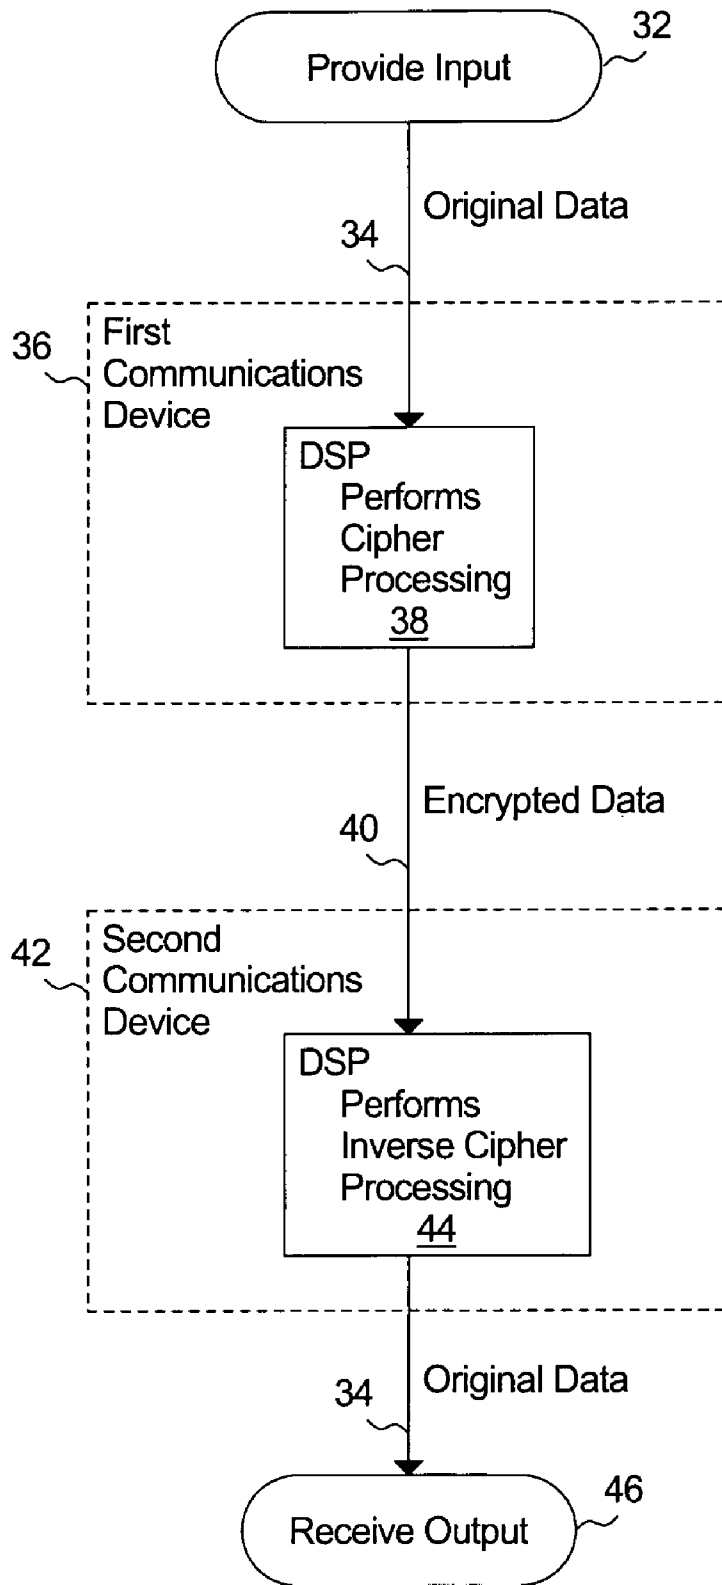 32
Provide Input
Original Data
34
36
First
Communications
Device
DSP
Performs
Cipher
Processing
38
Encrypted Data
40
42
Second
Communications
Device
DSP
Performs
Inverse Cipher
Processing
44
Original Data
34
46
Receive Output